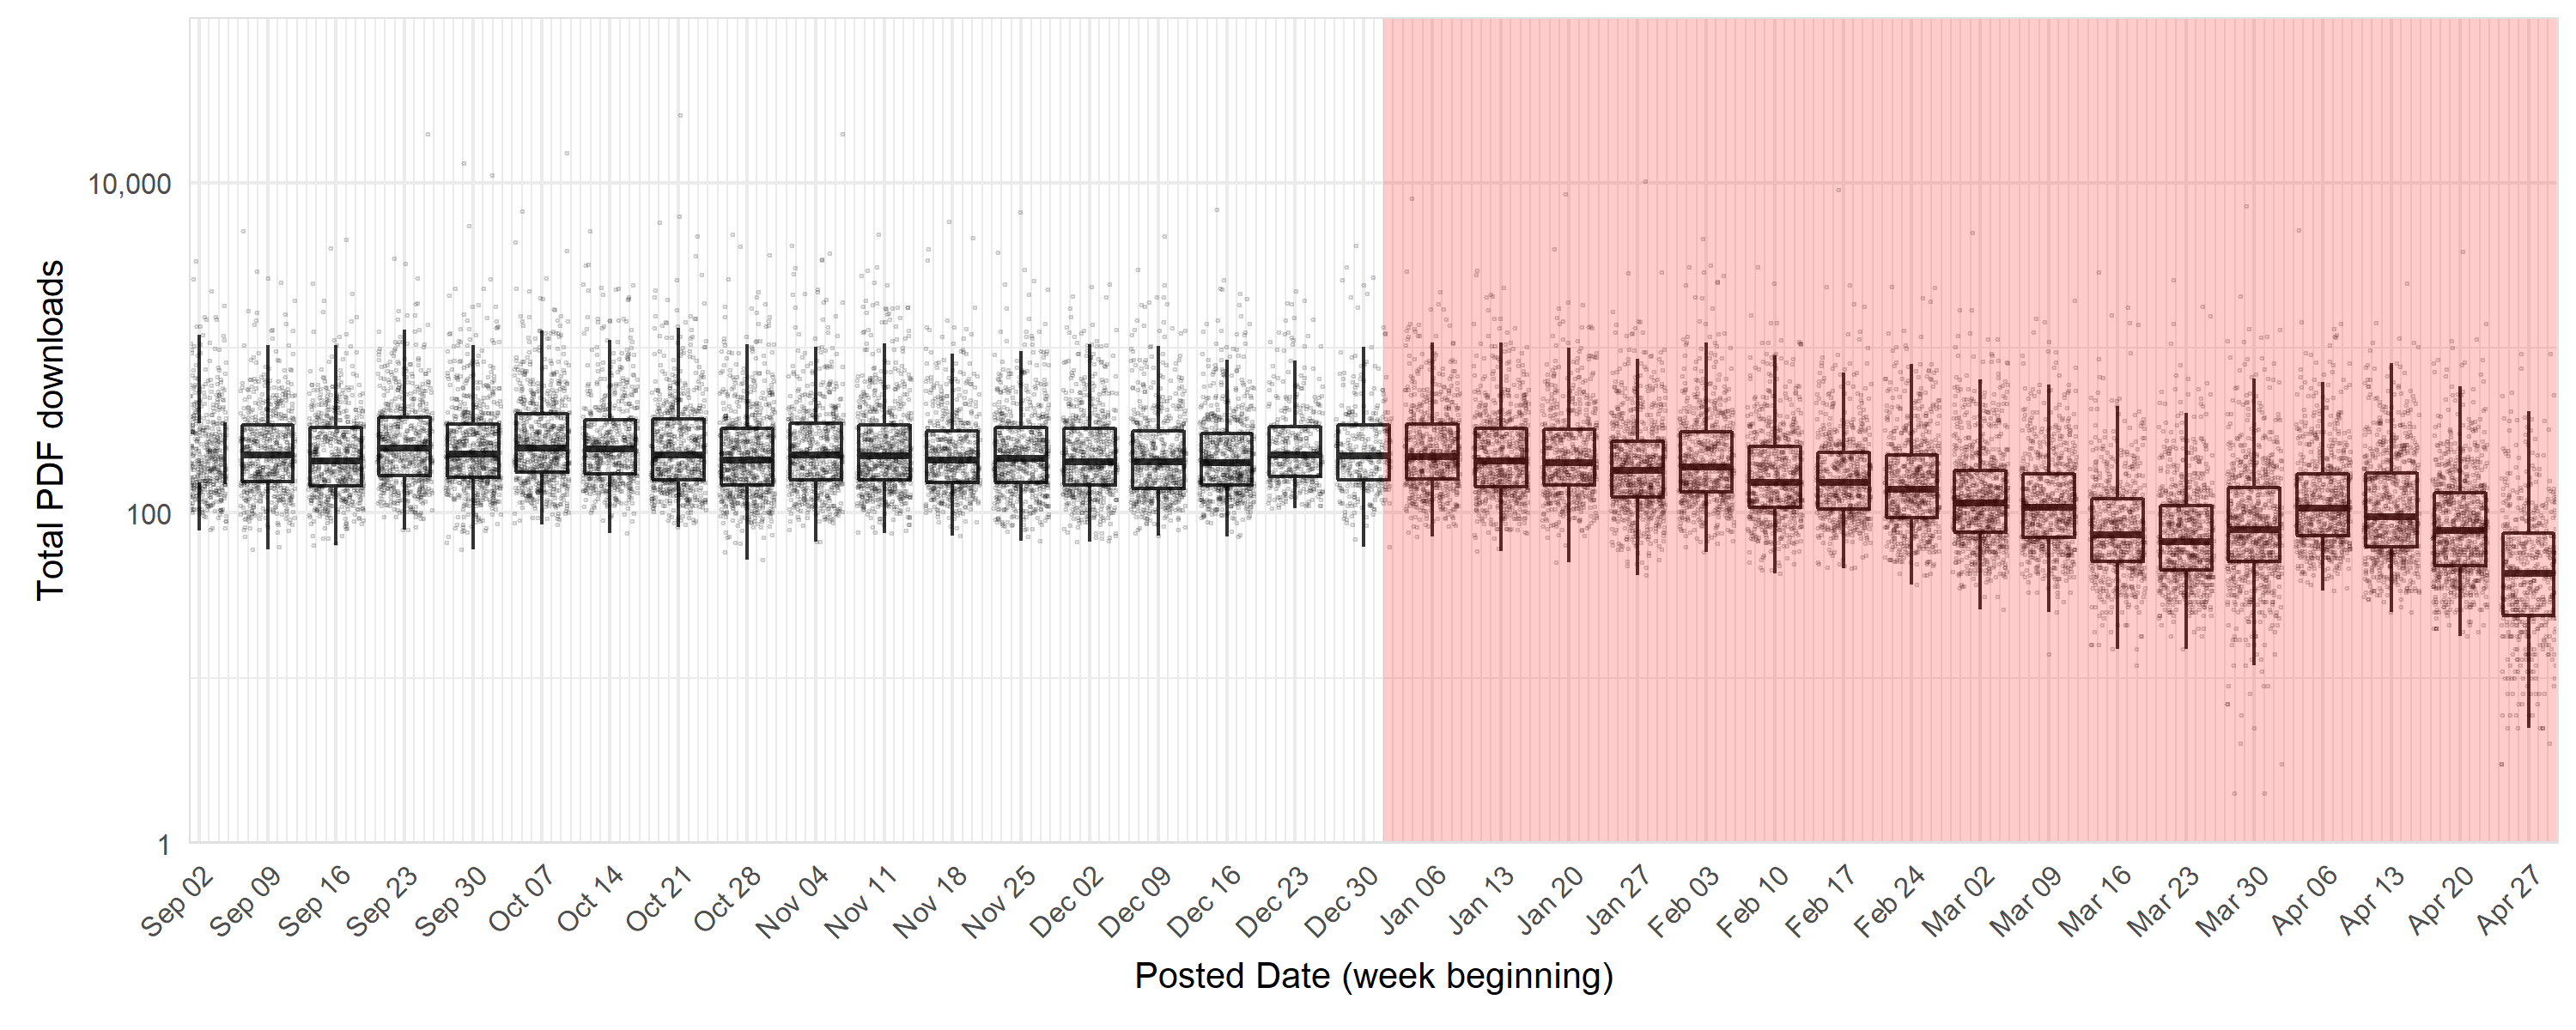 10,000
100
1
Total PDF downloads
Sep 02
Sep 09
Sep 16
Sep 23
Sep 30
Oct 07
Oct 14
Oct 21
Oct 28
Nov 04
Nov 11
Nov 18
Nov 25
Dec 02
Dec 09
Dec 16
Dec 23
Dec 30
Jan 06
Jan 13
Jan 20
Jan 27
Feb 03
Feb 10
Feb 17
Feb 24
Mar 02
Mar 09
Mar 16
Mar 23
Mar 30
Apr 06
Apr 13
Apr 20
Apr 27
Posted Date (week beginning)